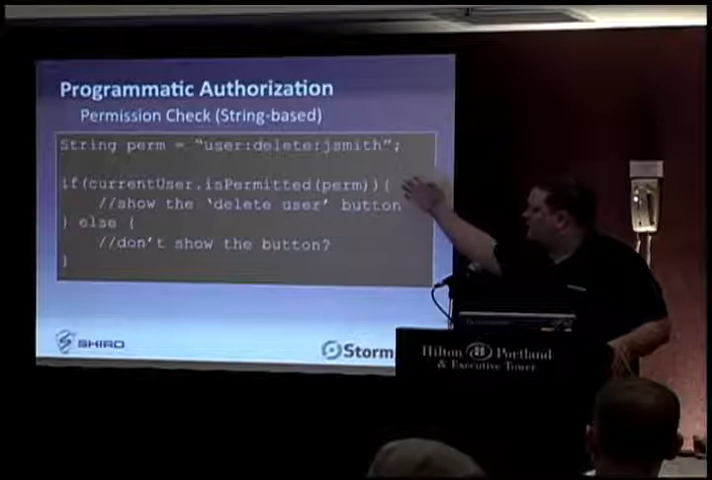 Programmatic Authorization
Permission Check (String-based)
String perm = “user:delete:jsmith”;
if(currentUser.isPermitted(perm)){
//show the ‘delete user’ button
} else {
//don’t show the button?
}
SHIRO
Storm
Hilton Portland
& Executive Tower